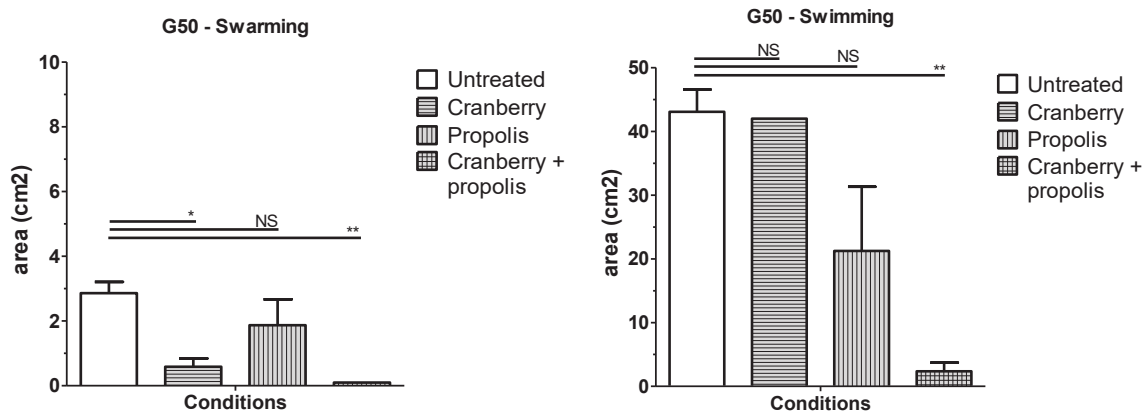 G50 - Swarming
10
8
6
4
2
0
area (cm2)
*
NS
**
Conditions
Untreated
Cranberry
Propolis
Cranberry +
propolis
G50 - Swimming
50
40
30
20
10
0
area (cm2)
NS
NS
**
Conditions
Untreated
Cranberry
Propolis
Cranberry +
propolis